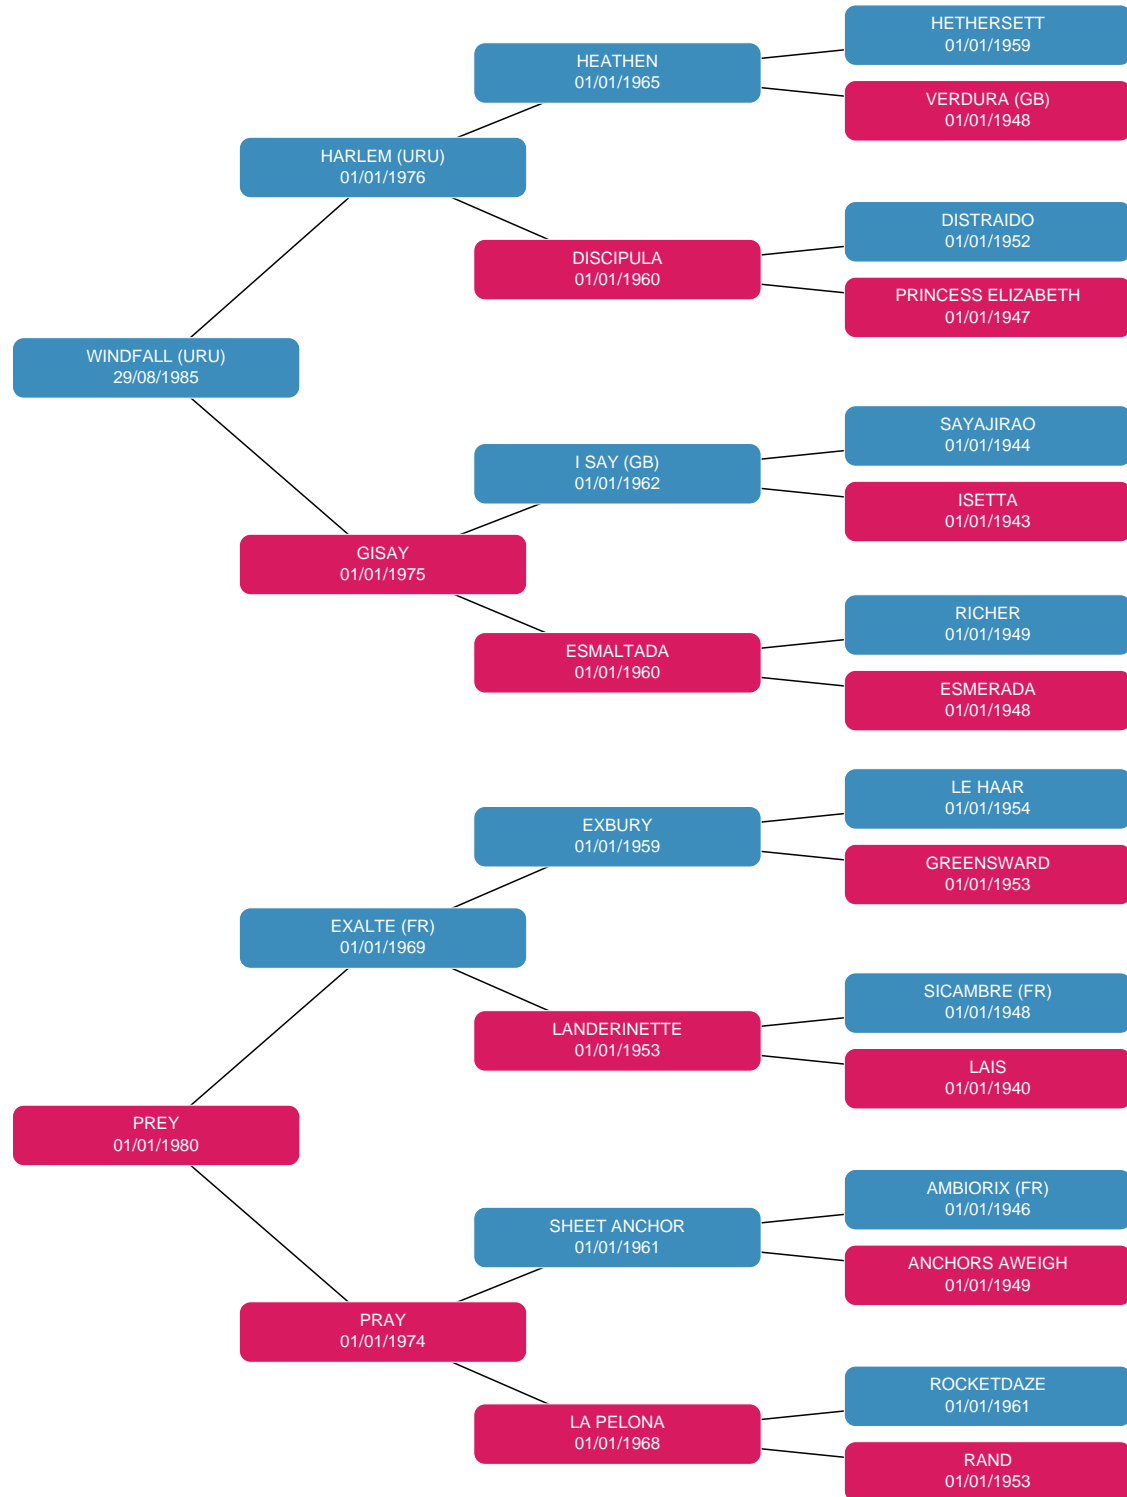 HETHERSETT
01/01/1959
HEATHEN
01/01/1965
VERDURA (GB)
01/01/1948
HARLEM (URU)
01/01/1976
DISTRAIDO
01/01/1952
DISCIPULA
01/01/1960
PRINCESS ELIZABETH
01/01/1947
WINDFALL (URU)
29/08/1985
SAYAJIRAO
01/01/1944
I SAY (GB)
01/01/1962
ISETTA
01/01/1943
GISAY
01/01/1975
RICHER
01/01/1949
ESMALTADA
01/01/1960
ESMERADA
01/01/1948
LE HAAR
01/01/1954
EXBURY
01/01/1959
GREENSWARD
01/01/1953
EXALTE (FR)
01/01/1969
SICAMBRE (FR)
01/01/1948
LANDERINETTE
01/01/1953
LAIS
01/01/1940
PREY
01/01/1980
AMBIORIX (FR)
01/01/1946
SHEET ANCHOR
01/01/1961
ANCHORS AWEIGH
01/01/1949
PRAY
01/01/1974
ROCKETDAZE
01/01/1961
LA PELONA
01/01/1968
RAND
01/01/1953